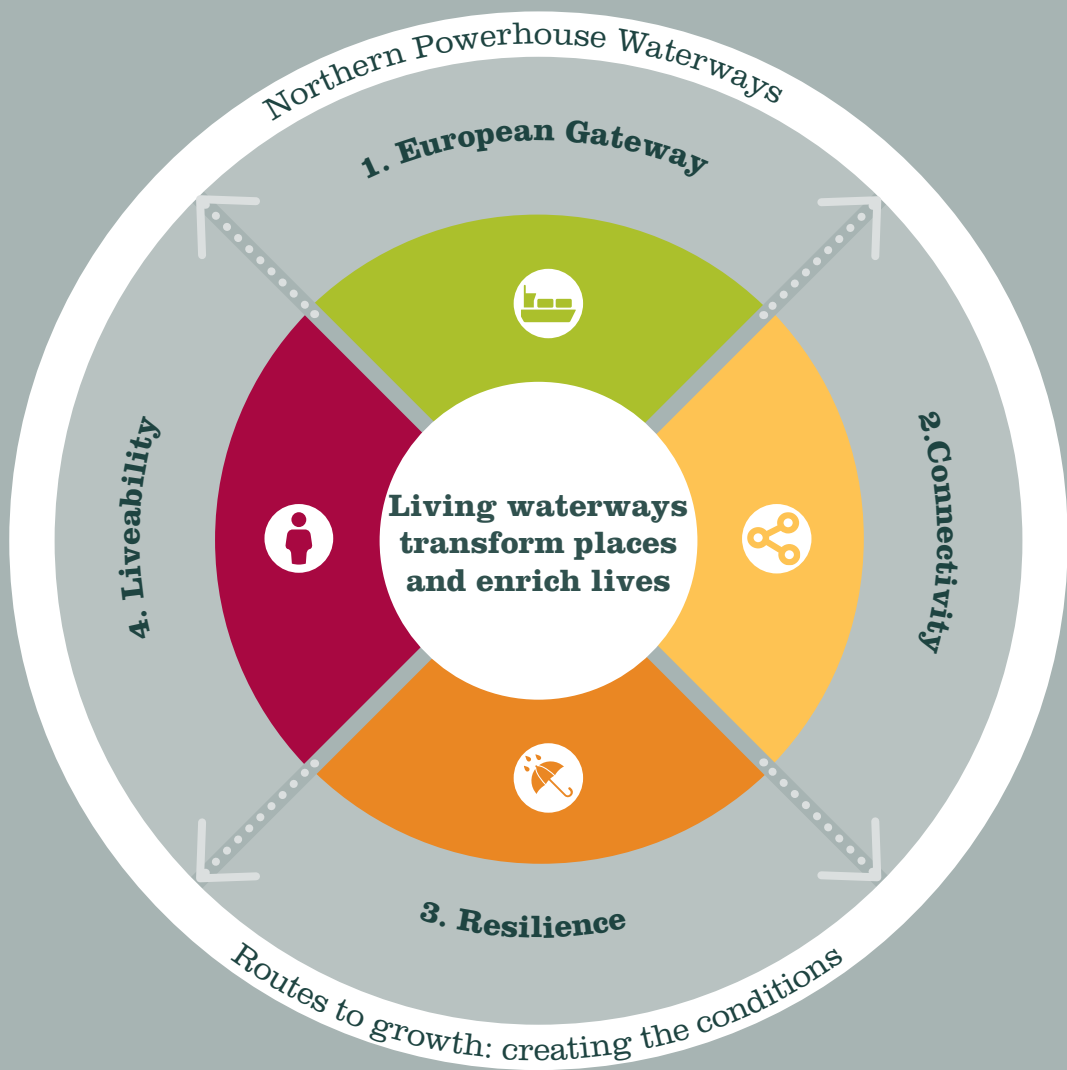 Northern Powerhouse Waterways
1. European Gateway
2.Connectivity
3. Resilience
4. Liveability
Living waterways
transform places
and enrich lives
Routes to growth: creating the conditions